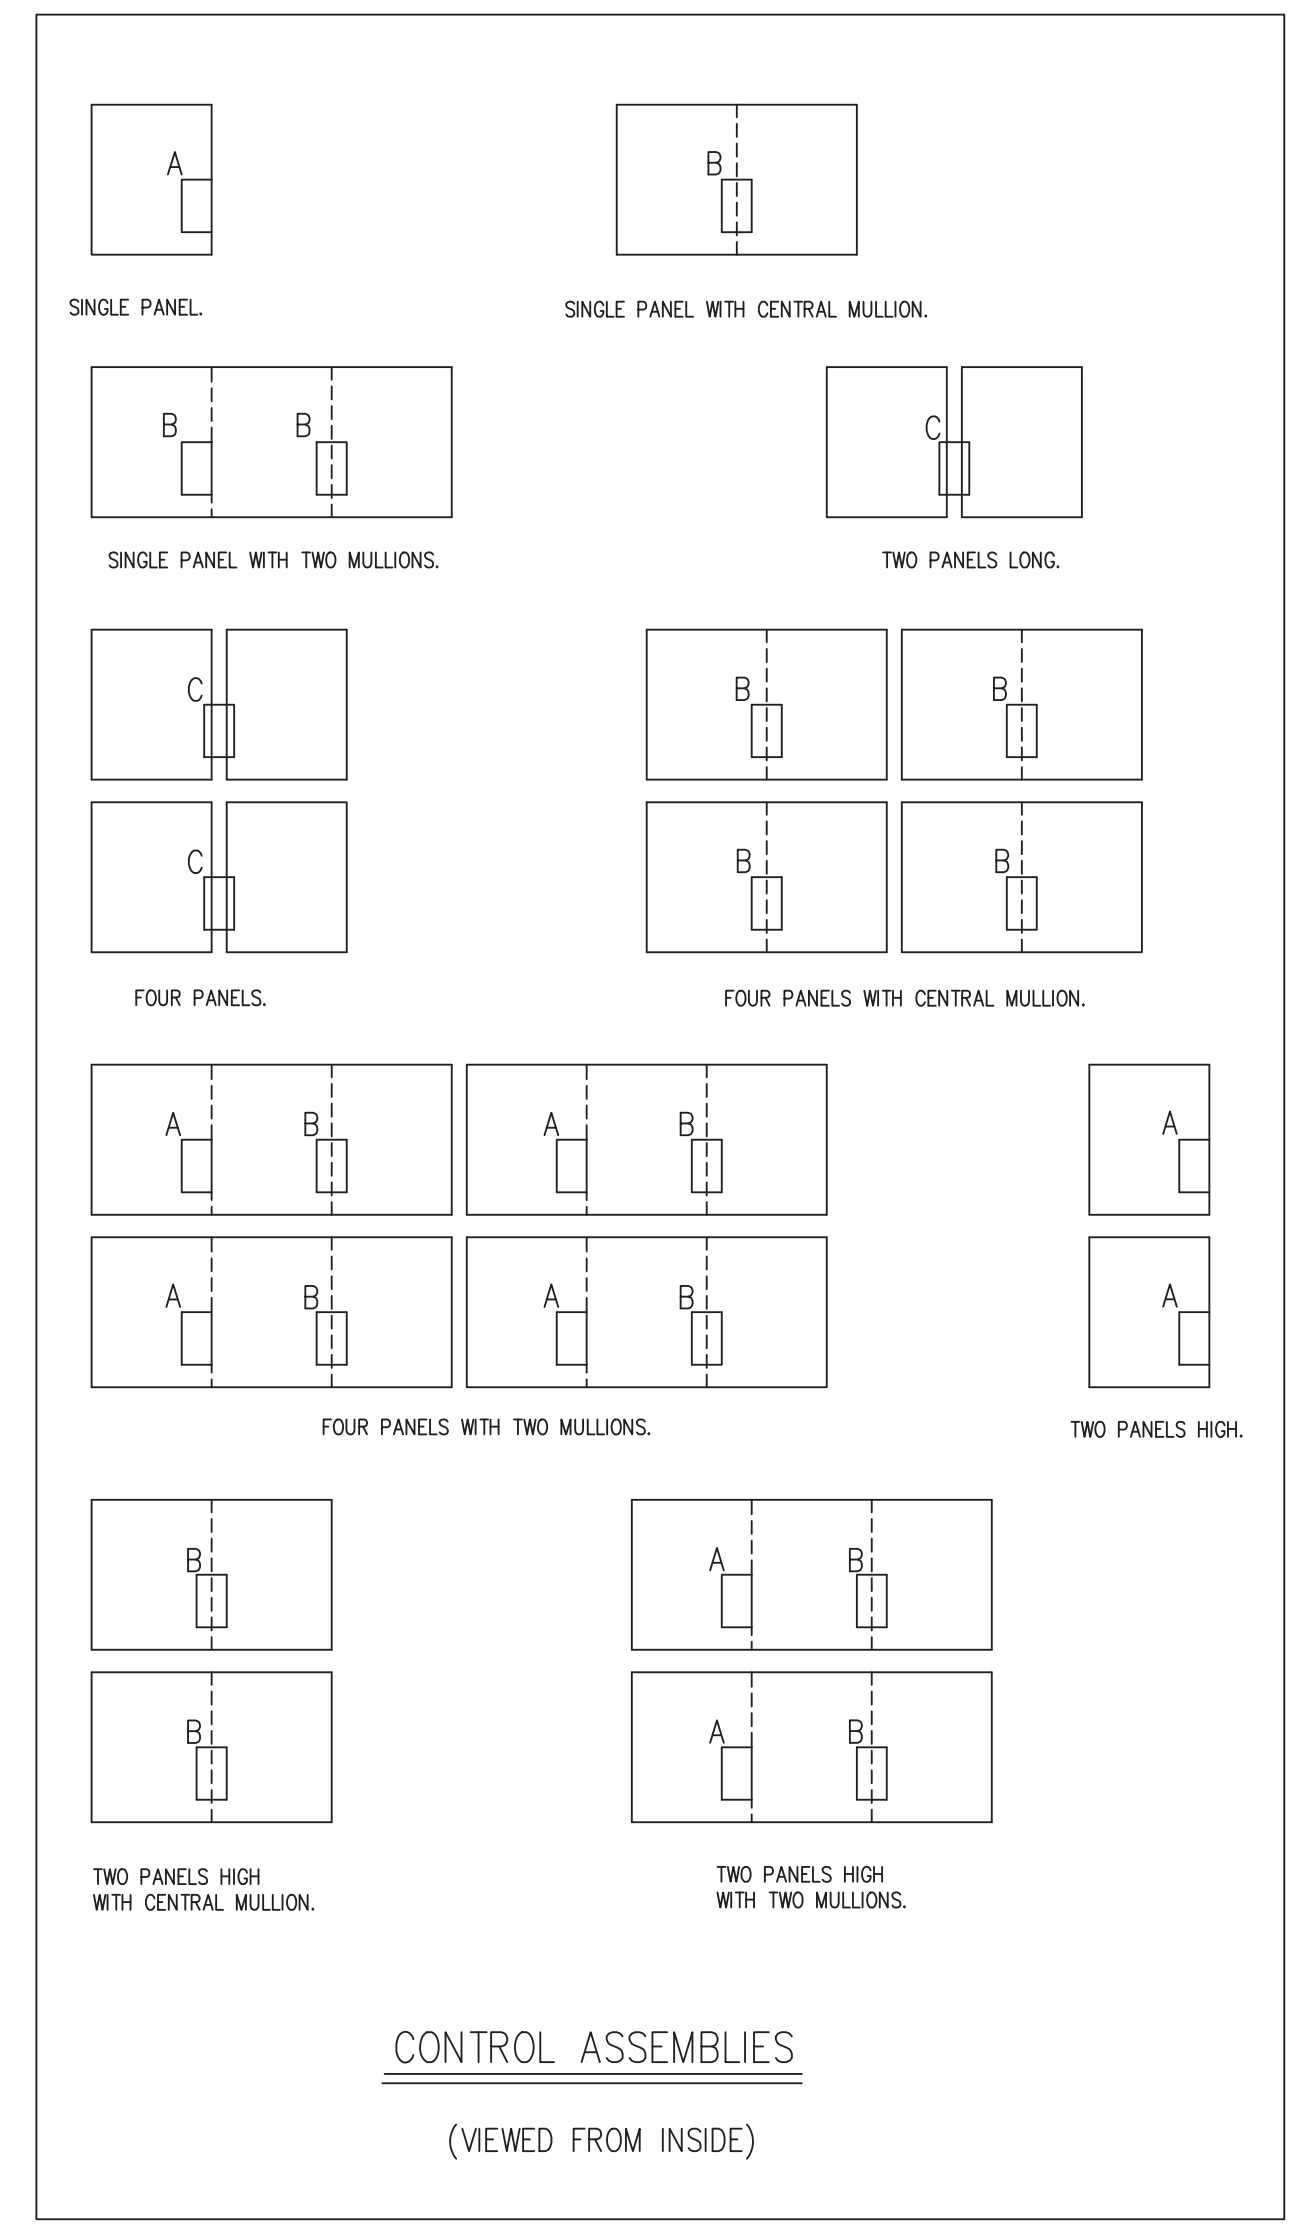 A
B
SINGLE PANEL.
SINGLE PANEL WITH CENTRAL MULLION.
B B
C
SINGLE PANEL WITH TWO MULLIONS.
TWO PANELS LONG.
C
B B
C
B B
FOUR PANELS.
FOUR PANELS WITH CENTRAL MULLION.
A B A B
A
A B A B
A
FOUR PANELS WITH TWO MULLIONS.
TWO PANELS HIGH.
B
A B
B
A B
TWO PANELS HIGH
WITH CENTRAL MULLION.
TWO PANELS HIGH
WITH TWO MULLIONS.
CONTROL ASSEMBLIES
(VIEWED FROM INSIDE)